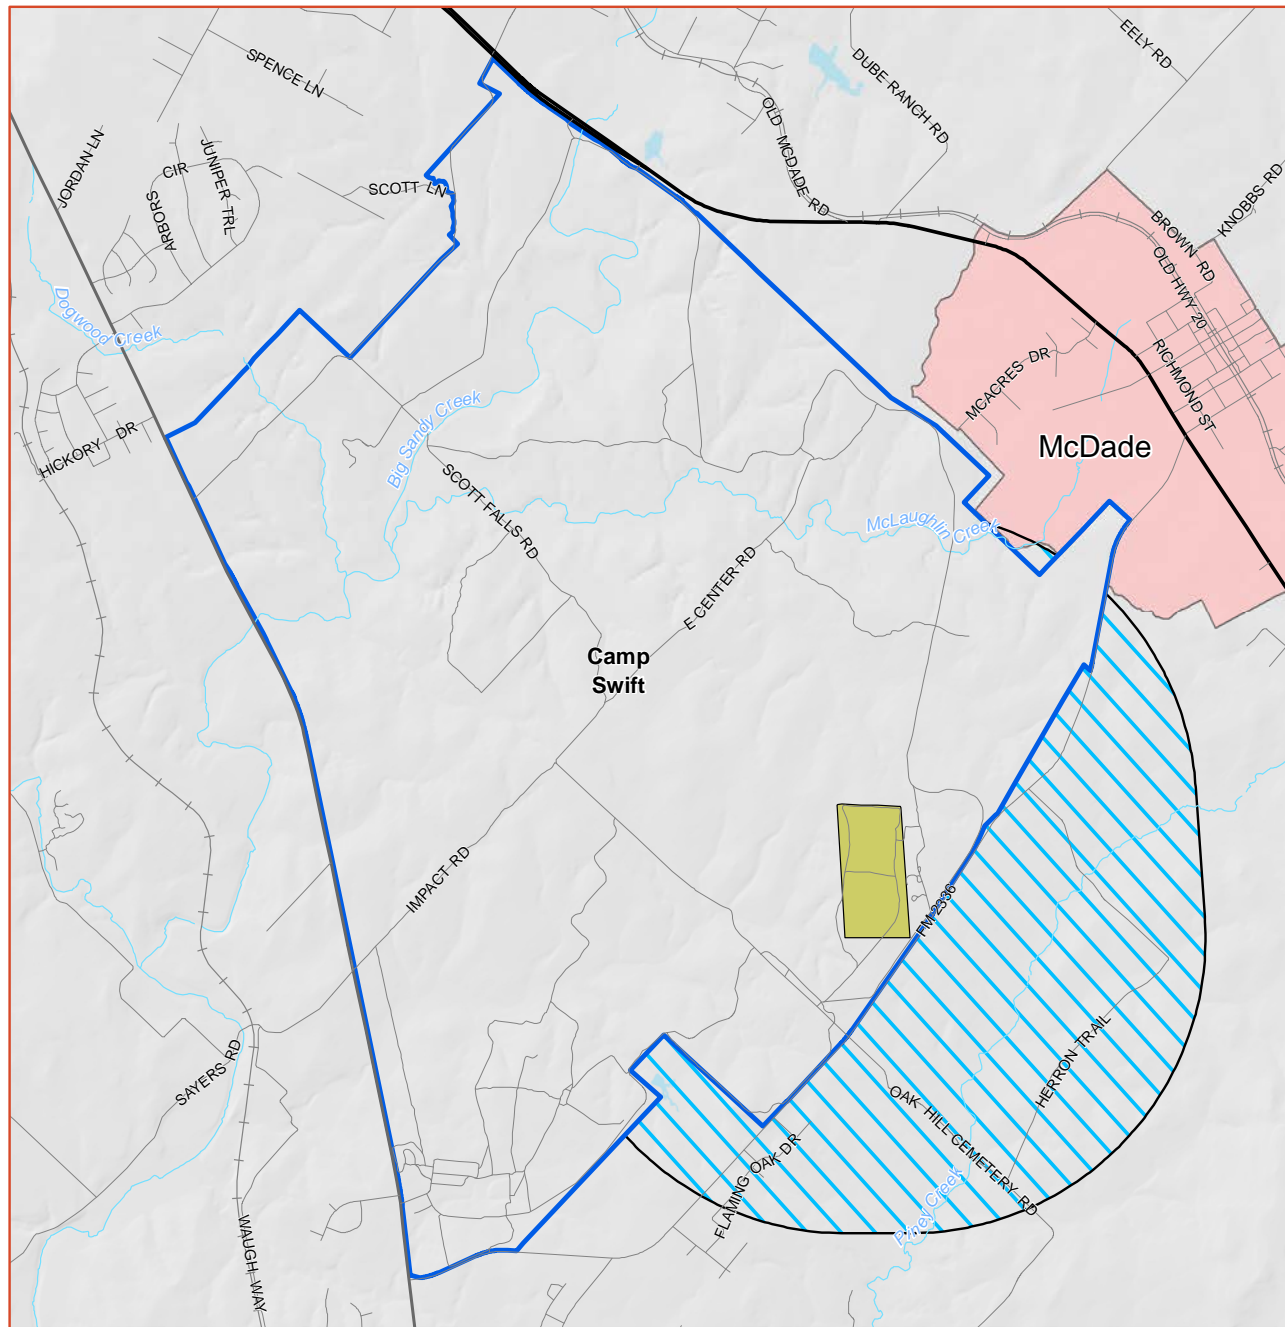 EELY RD
SPENCE LN
DUBE RANCH RD
OLD MCDADE RD
JORDAN LN
JUNIPER TRL
CIR
ARBORS
SCOTT LN
KNOBBS RD
BROWN RD
OLD HWY 20
Dogwood Creek
RICHMOND ST
MCACRES DR
HICKORY DR
Big Sandy Creek
McDade
SCOTT FALLS RD
McLaughlin Creek
E CENTER RD
Camp
Swift
IMPACT RD
FM 2336
SAYERS RD
HERRON TRAIL
OAK HILL CEMETERY RD
FLAMING OAK DR
Piney Creek
WAUGH WAY